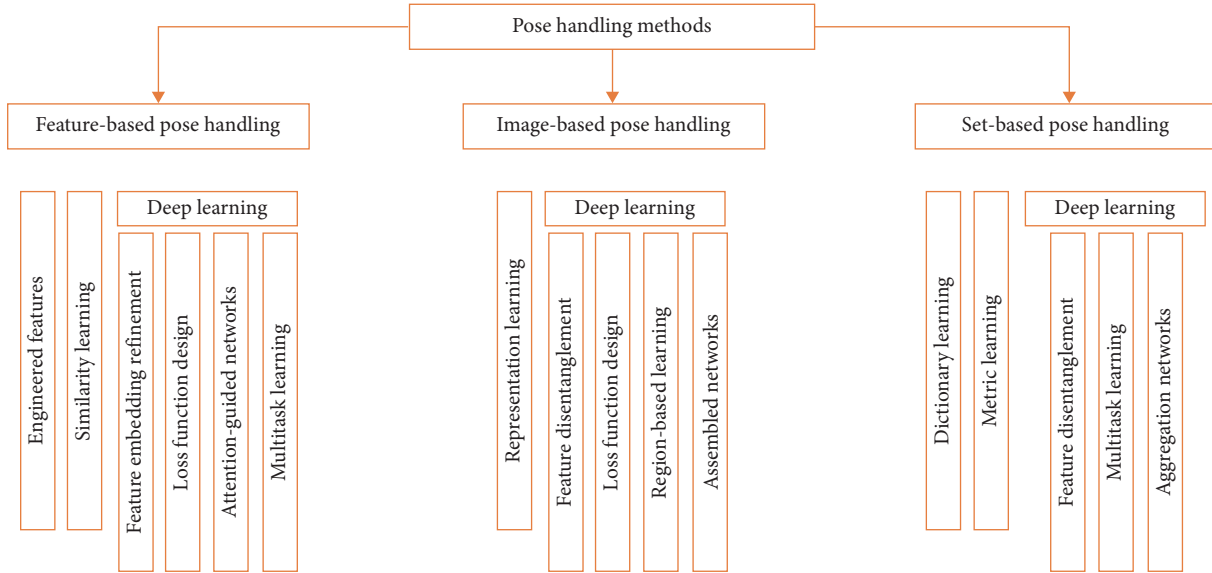 Pose handling methods
Feature-based pose handling
Image-based pose handling
Set-based pose handling
Engineered features
Similarity learning
Deep learning
Feature embedding refinement
Loss function design
Attention-guided networks
Multitask learning
Representation learning
Deep learning
Feature disentanglement
Loss function design
Region-based learning
Assembled networks
Dictionary learning
Metric learning
Deep learning
Feature disentanglement
Multitask learning
Aggregation networks